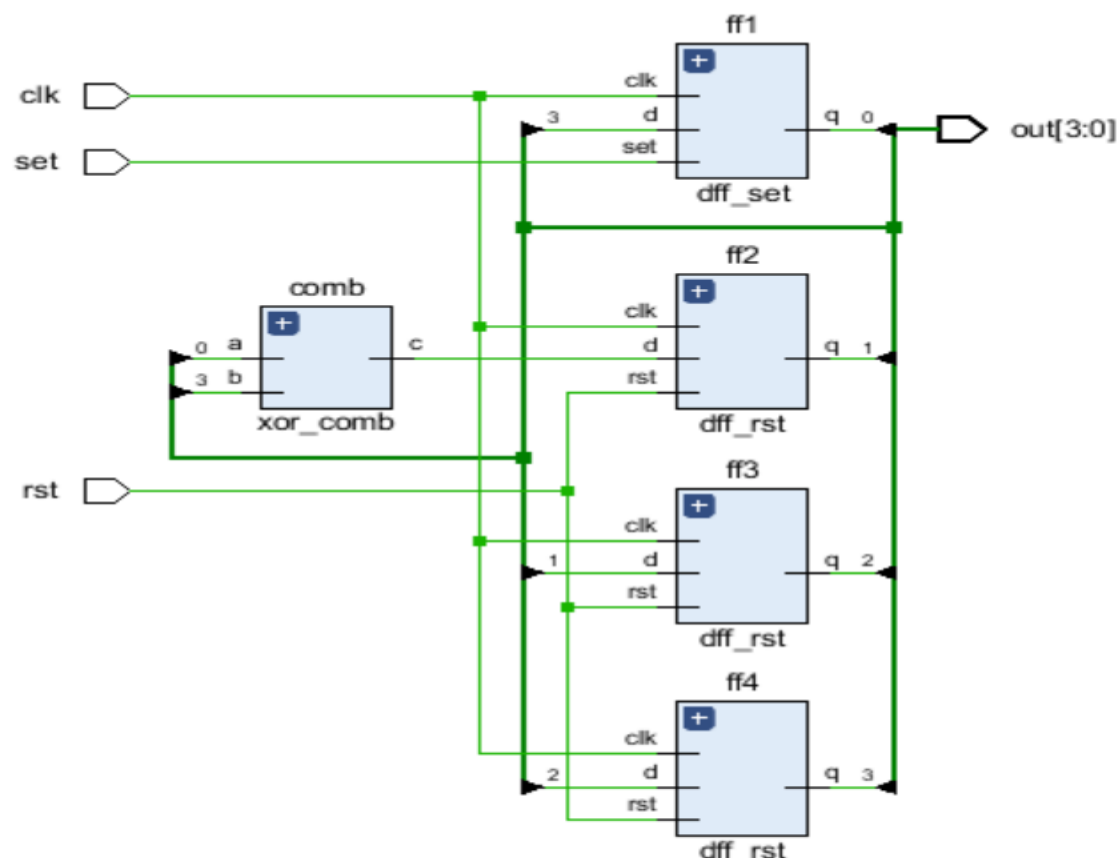 ff1
clk
clk
3
d
q
0
out[3:0]
set
set
dff_set
ff2
comb
clk
0
a
c
d
q
1
3
b
rst
xor_comb
dff_rst
ff3
rst
clk
1
d
q
2
rst
dff_rst
ff4
clk
2
d
q
3
rst
dff_rst